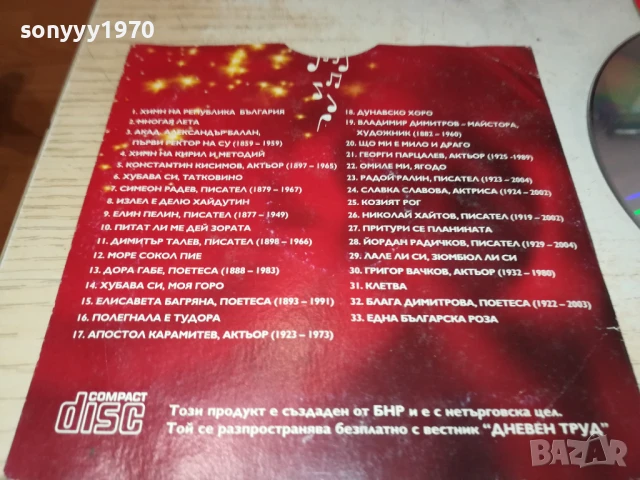 sonyyy1970
1. ХИМН НА РЕПУБЛИКА БЪЛГАРИЯ
2. МНОГАЯ ЛЕТА
3. АКАД. АЛЕКСАНДЪР БАЛАН,
ПЪРВИ РЕКТОР НА СУ (1859 - 1959)
4. ХИМН НА КИРИЛ И МЕТОДИЙ
5. КОНСТАНТИН КИСИМОВ, АКТЬОР (1897 - 1965)
6. ХУБАВА СИ, ТАТКОВИНО
7. СИМЕОН РАДЕВ, ПИСАТЕЛ (1879 - 1967)
8. ИЗЛЕЛ Е ДЕЛЮ ХАЙДУТИН
9. ЕЛИН ПЕЛИН, ПИСАТЕЛ (1877 - 1949)
10. ПИТАТ ЛИ МЕ ДЕЙ ЗОРАТА
11. ДИМИТЪР ТАЛЕВ, ПИСАТЕЛ (1898 - 1966)
12. МОРЕ СОКОЛ ПИЕ
13. ДОРА ГАБЕ, ПОЕТЕСА (1888 - 1983)
14. ХУБАВА СИ, МОЯ ГОРО
15. ЕЛИСАВЕТА БАГРЯНА, ПОЕТЕСА (1893 - 1991)
16. ПОЛЕГНАЛА Е ТУДОРА
17. АПОСТОЛ КАРАМИТЕВ, АКТЬОР (1923 - 1973)
18. ДУНАВСКО ХОРО
19. ВЛАДИМИР ДИМИТРОВ - МАЙСТОРА,
ХУДОЖНИК (1882 - 1960)
20. ЩО МИ Е МИЛО И ДРАГО
21. ГЕОРГИ ПАРЦАЛЕВ, АКТЬОР (1925 -1989)
22. ОМИЛЕ МИ, ЯГОДО
23. РАДОЙ РАЛИН, ПИСАТЕЛ (1923 - 2004)
24. СЛАВКА СЛАВОВА, АКТРИСА (1924 - 2002)
25. КОЗИЯТ РОГ
26. НИКОЛАЙ ХАЙТОВ, ПИСАТЕЛ (1919 - 2002)
27. ПРИТУРИ СЕ ПЛАНИНАТА
28. ЙОРДАН РАДИЧКОВ, ПИСАТЕЛ (1929 - 2004)
29. ЛАЛЕ ЛИ СИ, ЗЮМБЮЛ ЛИ СИ
30. ГРИГОР ВАЧКОВ, АКТЬОР (1932 - 1980)
31. КЛЕТВА
32. БЛАГА ДИМИТРОВА, ПОЕТЕСА (1922 - 2003)
33. ЕДНА БЪЛГАРСКА РОЗА
COMPACT
disc
Този продукт е създаден от БНР и е с нетърговска цел.
Той се разпространява безплатно с вестник "ДНЕВЕН ТРУД"
BAZAR